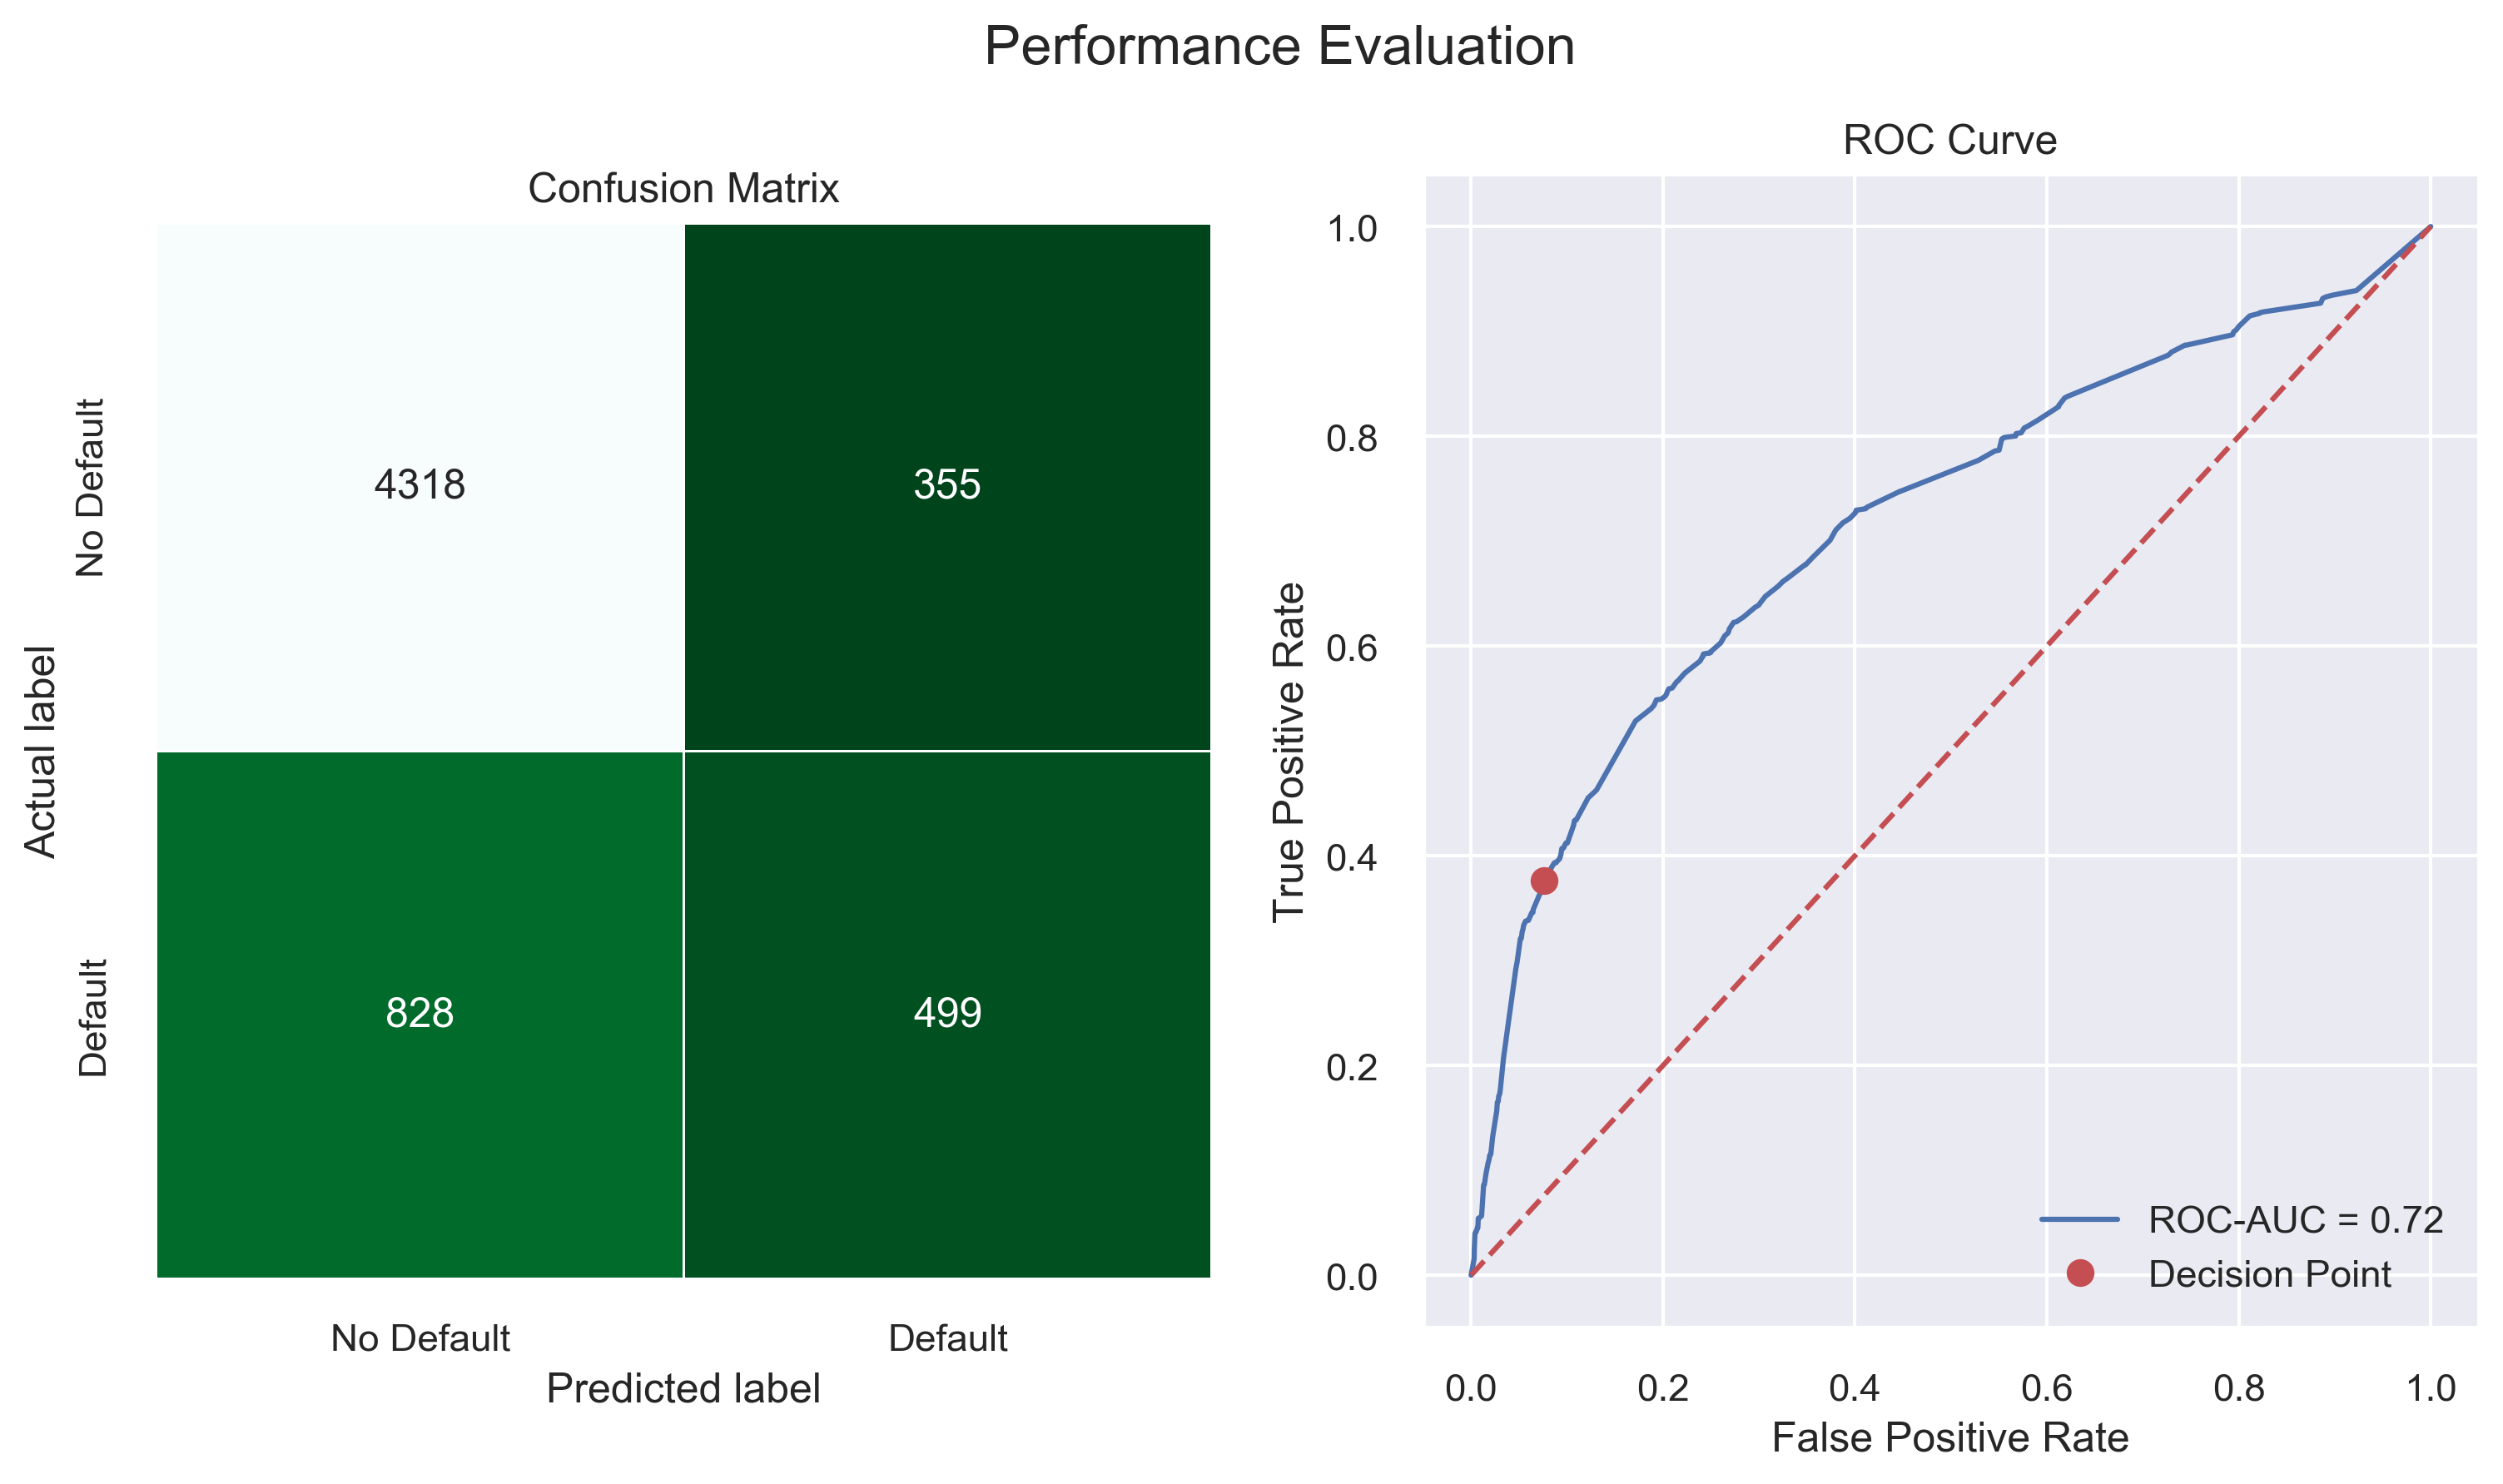 Performance Evaluation
Confusion Matrix
Actual label
No Default
Default
4318
355
828
499
No Default
Default
Predicted label
ROC Curve
True Positive Rate
1.0
0.8
0.6
0.4
0.2
0.0
ROC-AUC = 0.72
Decision Point
0.0
0.2
0.4
0.6
0.8
1.0
False Positive Rate